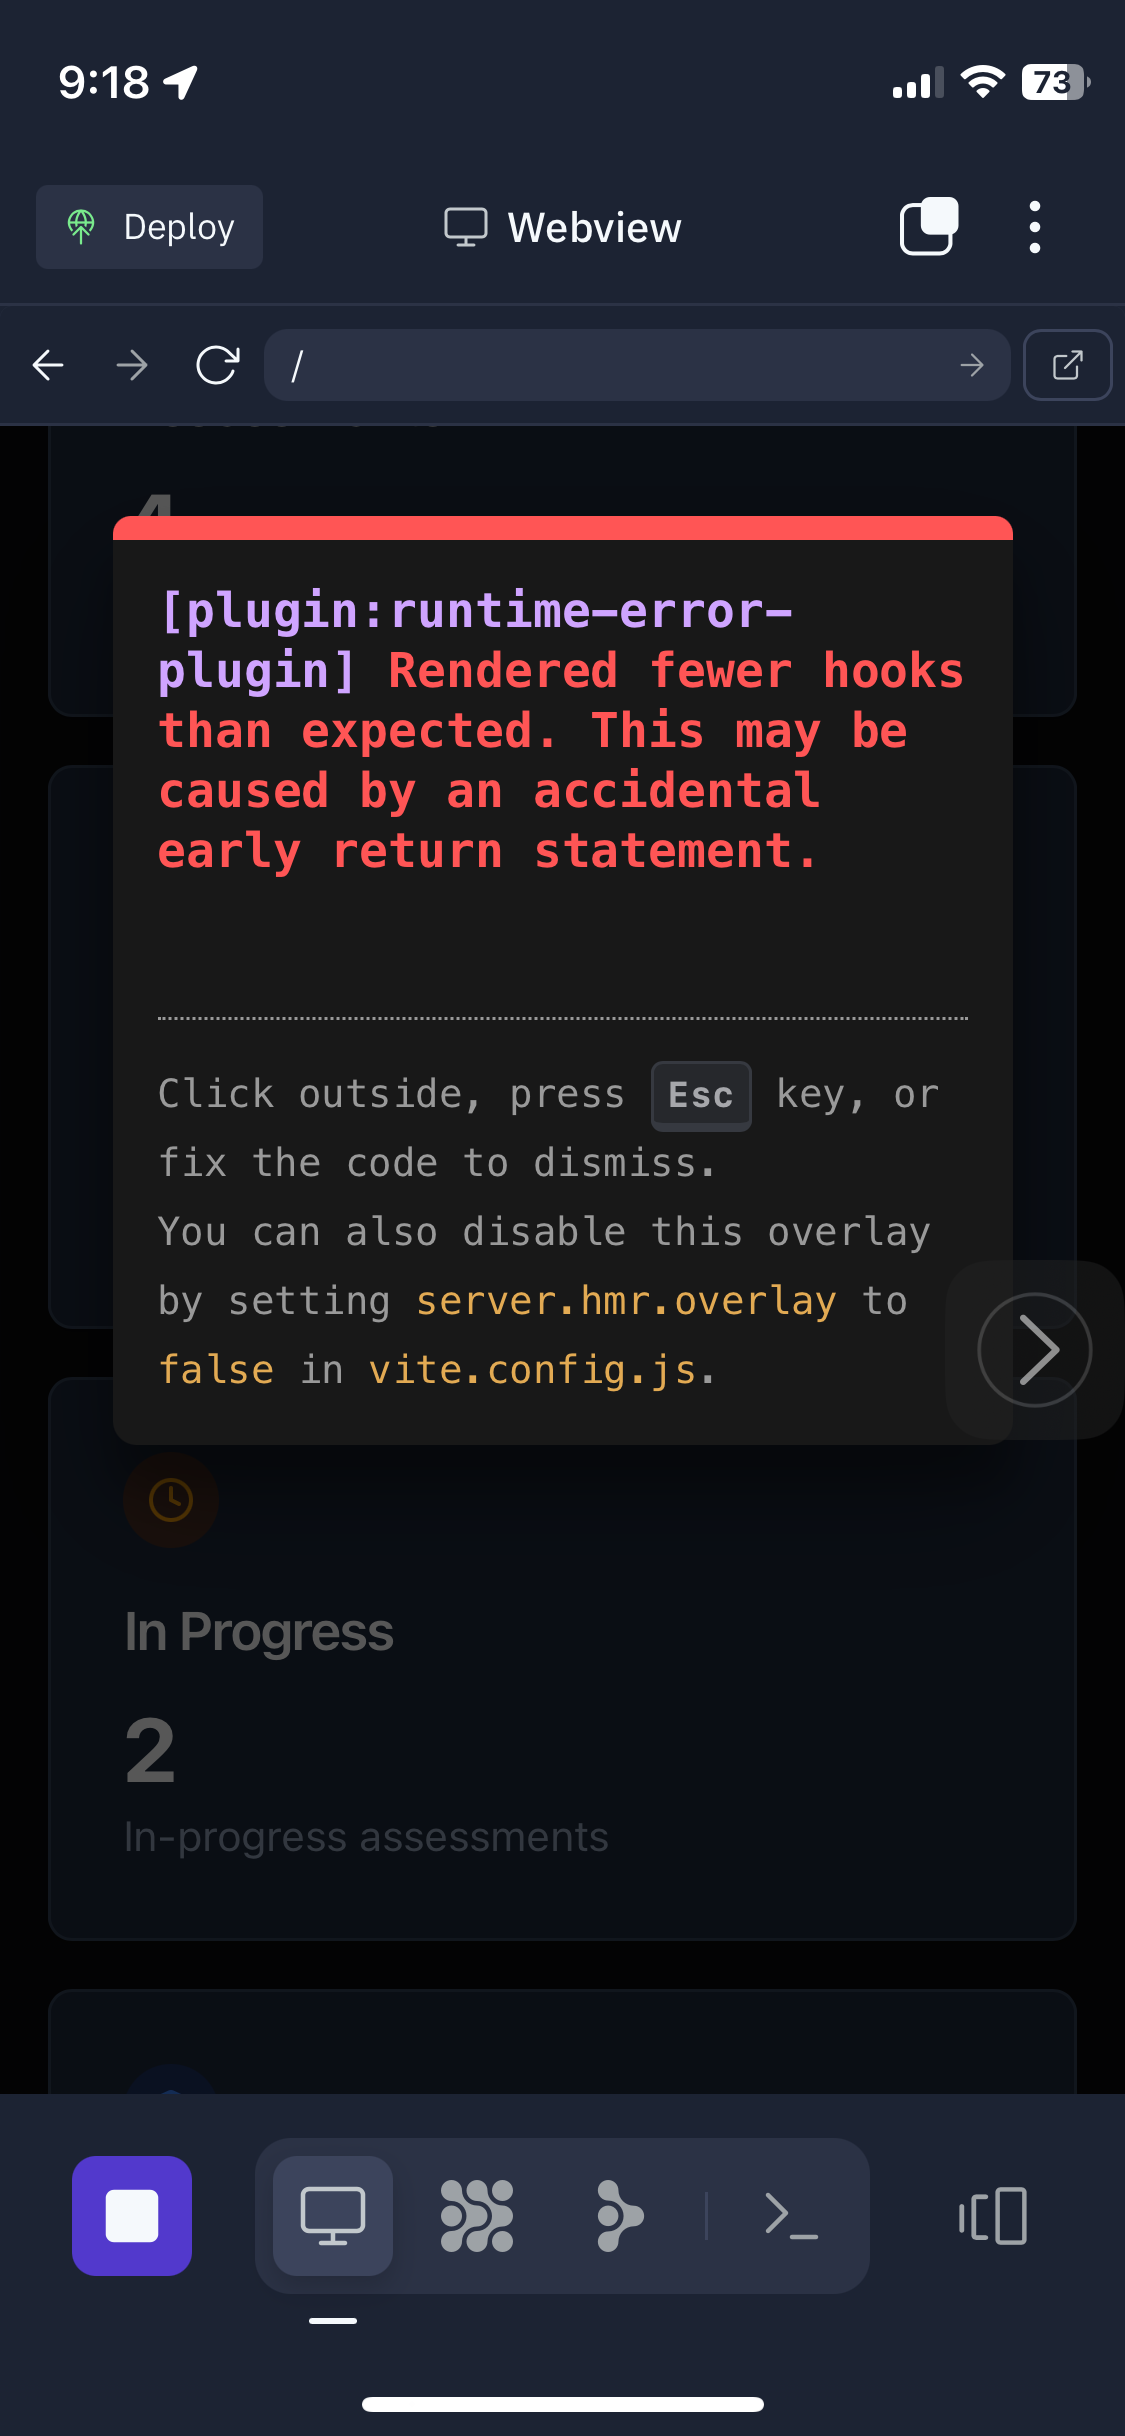 9:18
73
Deploy
Webview
/
4
[plugin:runtime-error-
plugin] Rendered fewer hooks
than expected. This may be
caused by an accidental
early return statement.
Click outside, press Esc key, or
fix the code to dismiss.
You can also disable this overlay
by setting server.hmr.overlay to
false in vite.config.js.
In Progress
2
In-progress assessments